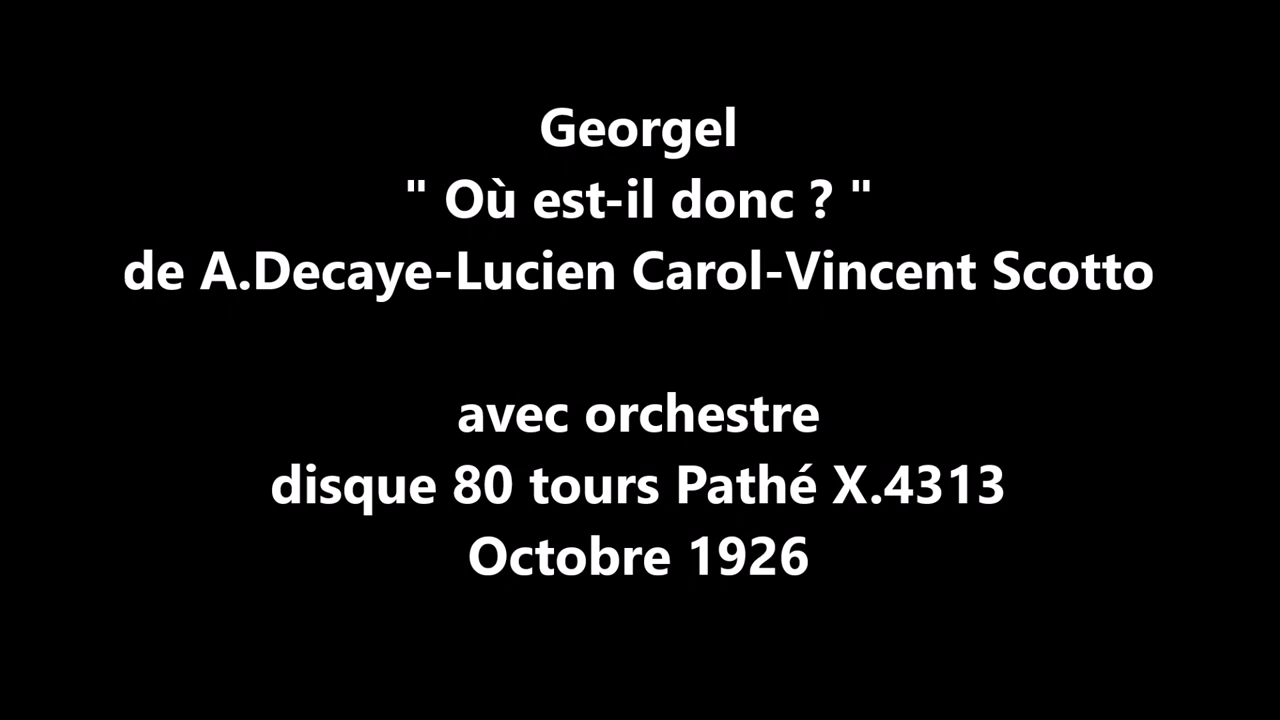 Georgel
" Où est-il donc ? "
de A.Decaye-Lucien Carol-Vincent Scotto
avec orchestre
disque 80 tours Pathé X.4313
Octobre 1926